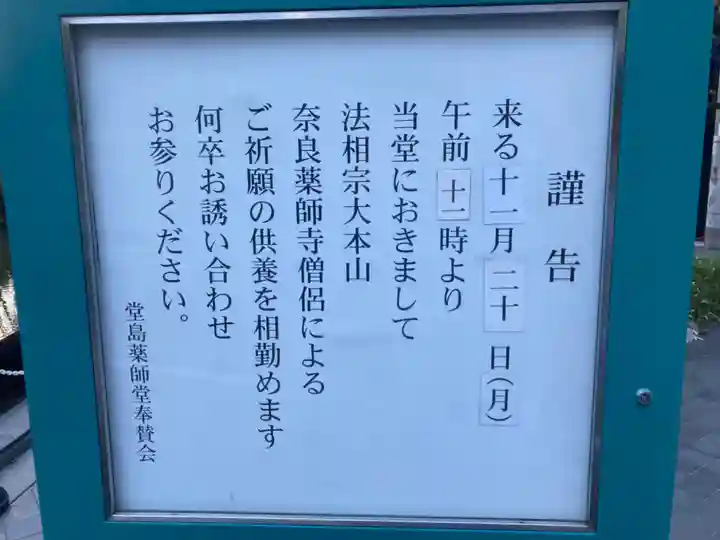 謹告
来る十一月二十日(月)
午前十一時より
当堂におきまして
法相宗大本山
奈良薬師寺僧侶による
ご祈願の供養を相勤めます
何卒お誘い合わせ
お参りください。
堂島薬師堂奉賛会